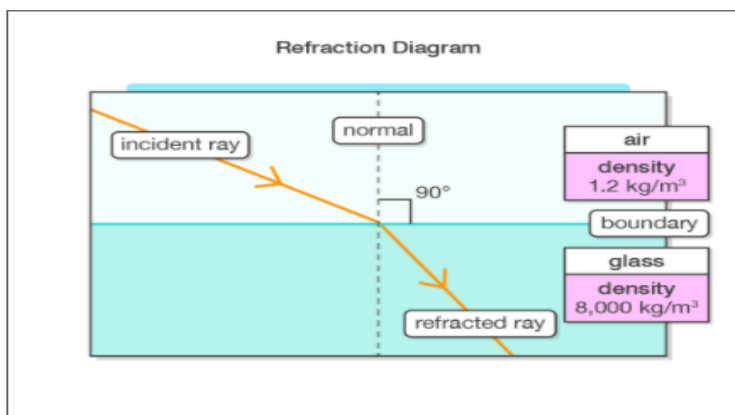 Refraction Diagram
incident ray
normal
90°
air
density
1.2 kg/m³
boundary
glass
density
8,000 kg/m³
refracted ray